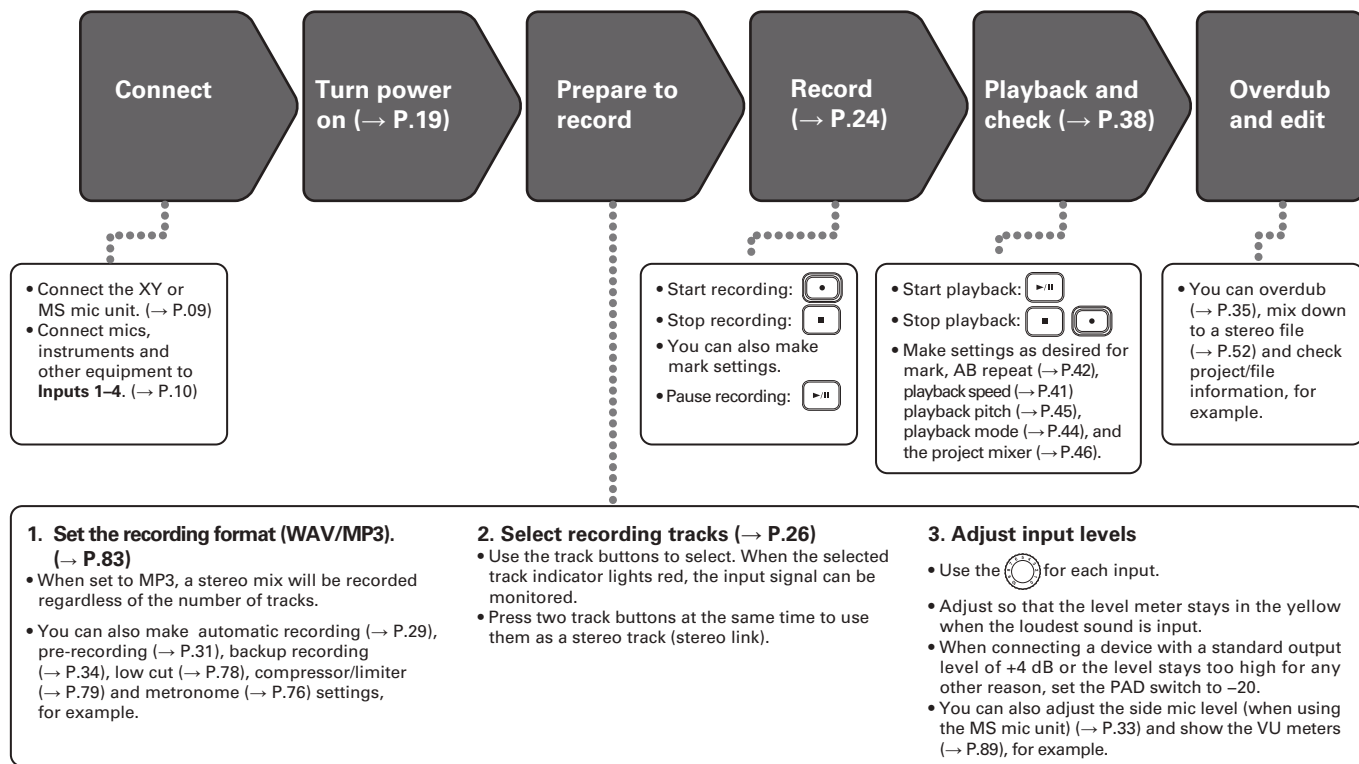 Connect
Turn power
on (→ P.19)
Prepare to
record
Record
(→ P.24)
Playback and
check (→ P.38)
Overdub
and edit
• Connect the XY or
MS mic unit. (→ P.09)
• Connect mics,
instruments and
other equipment to
Inputs 1–4. (→ P.10)
• Start recording:
• Stop recording:
• You can also make
mark settings.
• Pause recording:
• Start playback:
• Stop playback:
• Make settings as desired for
mark, AB repeat (→ P.42),
playback speed (→ P.41)
playback pitch (→ P.45),
playback mode (→ P.44), and
the project mixer (→ P.46).
• You can overdub
(→ P.35), mix down
to a stereo file
(→ P.52) and check
project/file
information, for
example.
1. Set the recording format (WAV/MP3).
(→ P.83)
• When set to MP3, a stereo mix will be recorded
regardless of the number of tracks.
• You can also make automatic recording (→ P.29),
pre-recording (→ P.31), backup recording
(→ P.34), low cut (→ P.78), compressor/limiter
(→ P.79) and metronome (→ P.76) settings,
for example.
2. Select recording tracks (→ P.26)
• Use the track buttons to select. When the selected
track indicator lights red, the input signal can be
monitored.
• Press two track buttons at the same time to use
them as a stereo track (stereo link).
3. Adjust input levels
• Use the for each input.
• Adjust so that the level meter stays in the yellow
when the loudest sound is input.
• When connecting a device with a standard output
level of +4 dB or the level stays too high for any
other reason, set the PAD switch to −20.
• You can also adjust the side mic level (when using
the MS mic unit) (→ P.33) and show the VU meters
(→ P.89), for example.